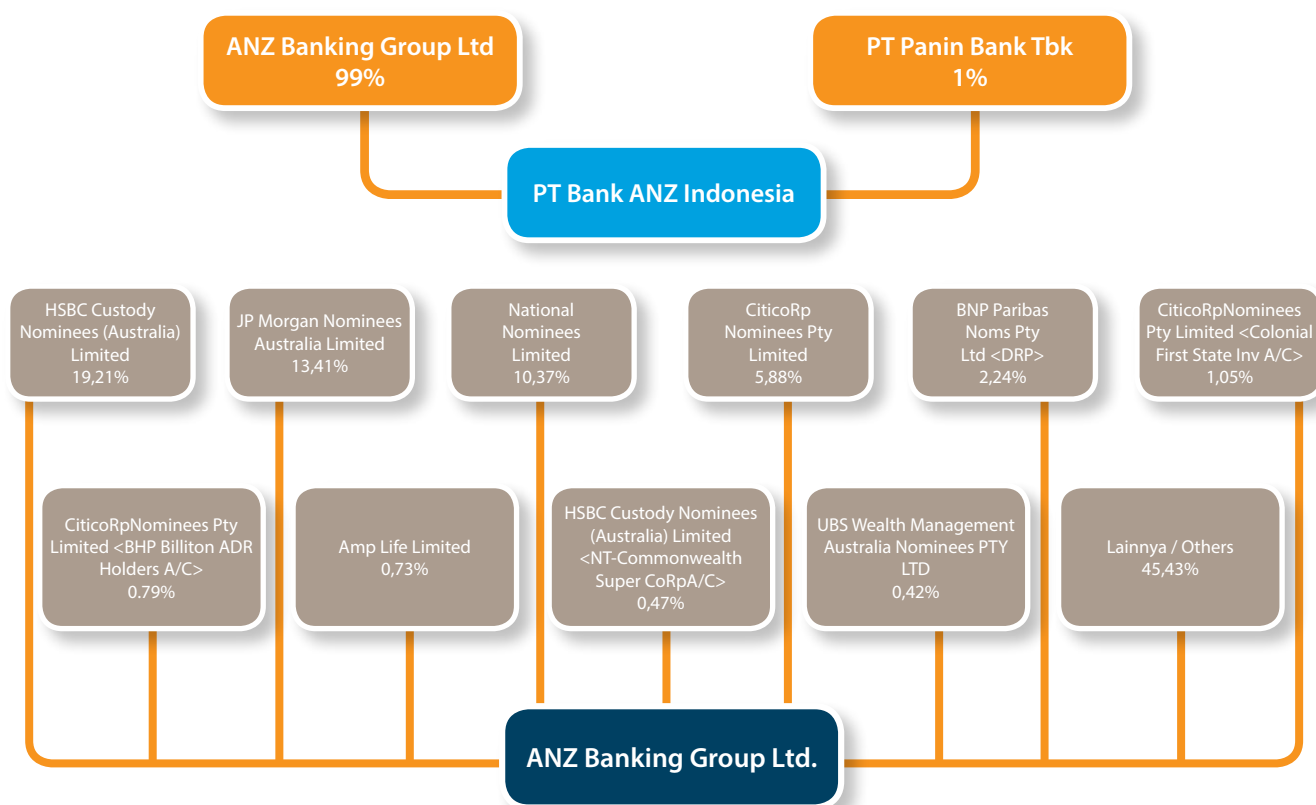 ANZ Banking Group Ltd
99%
PT Panin Bank Tbk
1%
PT Bank ANZ Indonesia
HSBC Custody
Nominees (Australia)
Limited
19,21%
JP Morgan Nominees
Australia Limited
13,41%
National
Nominees
Limited
10,37%
CiticoRp
Nominees Pty
Limited
5,88%
BNP Paribas
Noms Pty
Ltd <DRP>
2,24%
CiticoRpNominees
Pty Limited <Colonial
First State Inv A/C>
1,05%
CiticoRpNominees Pty
Limited <BHP Billiton ADR
Holders A/C>
0.79%
Amp Life Limited
0,73%
HSBC Custody Nominees
(Australia) Limited
<NT-Commonwealth
Super CoRpA/C>
0,47%
UBS Wealth Management
Australia Nominees PTY
LTD
0,42%
Lainnya / Others
45,43%
ANZ Banking Group Ltd.